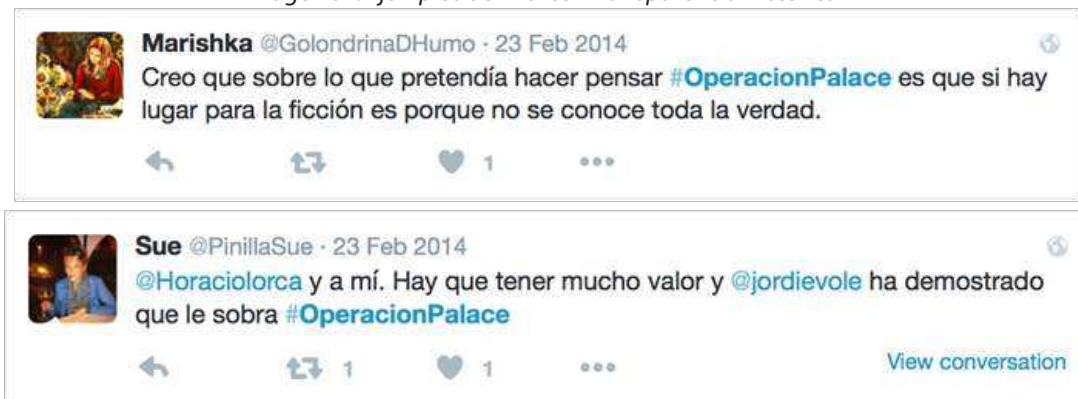 Marishka @GolondrinaDHumo · 23 Feb 2014
Creo que sobre lo que pretendía hacer pensar #OperacionPalace es que si hay
lugar para la ficción es porque no se conoce toda la verdad.
1
Sue @PinillaSue · 23 Feb 2014
@Horaciolorca y a mí. Hay que tener mucho valor y @jordievole ha demostrado
que le sobra #OperacionPalace
1 1 View conversation